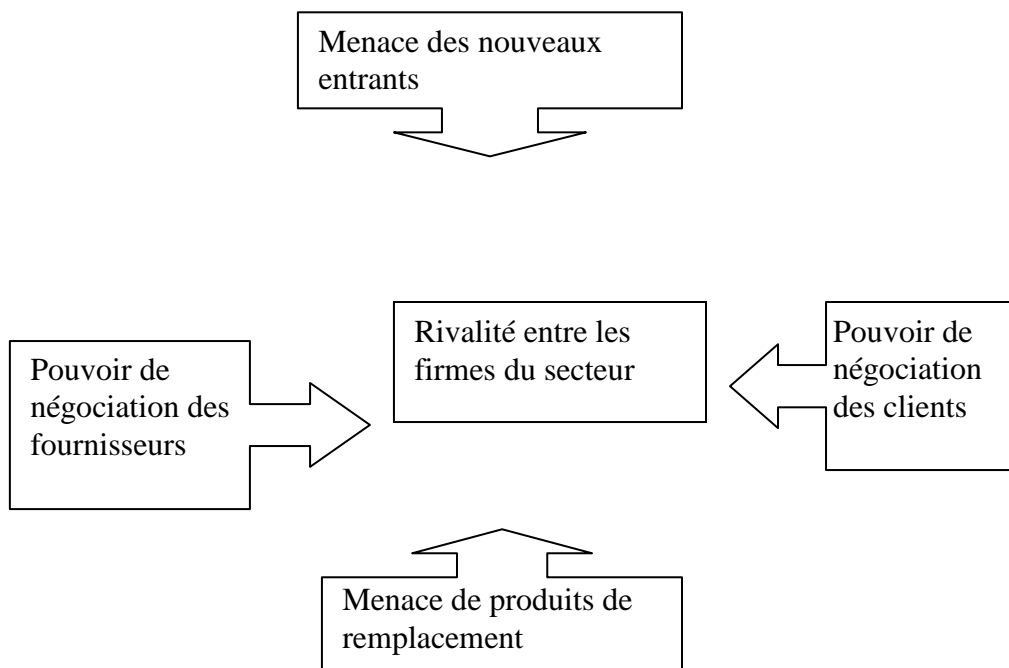 Menace des nouveaux
entrants
Rivalité entre les
firmes du secteur
Pouvoir de
négociation
des clients
Pouvoir de
négociation des
fournisseurs
Menace de produits de
remplacement